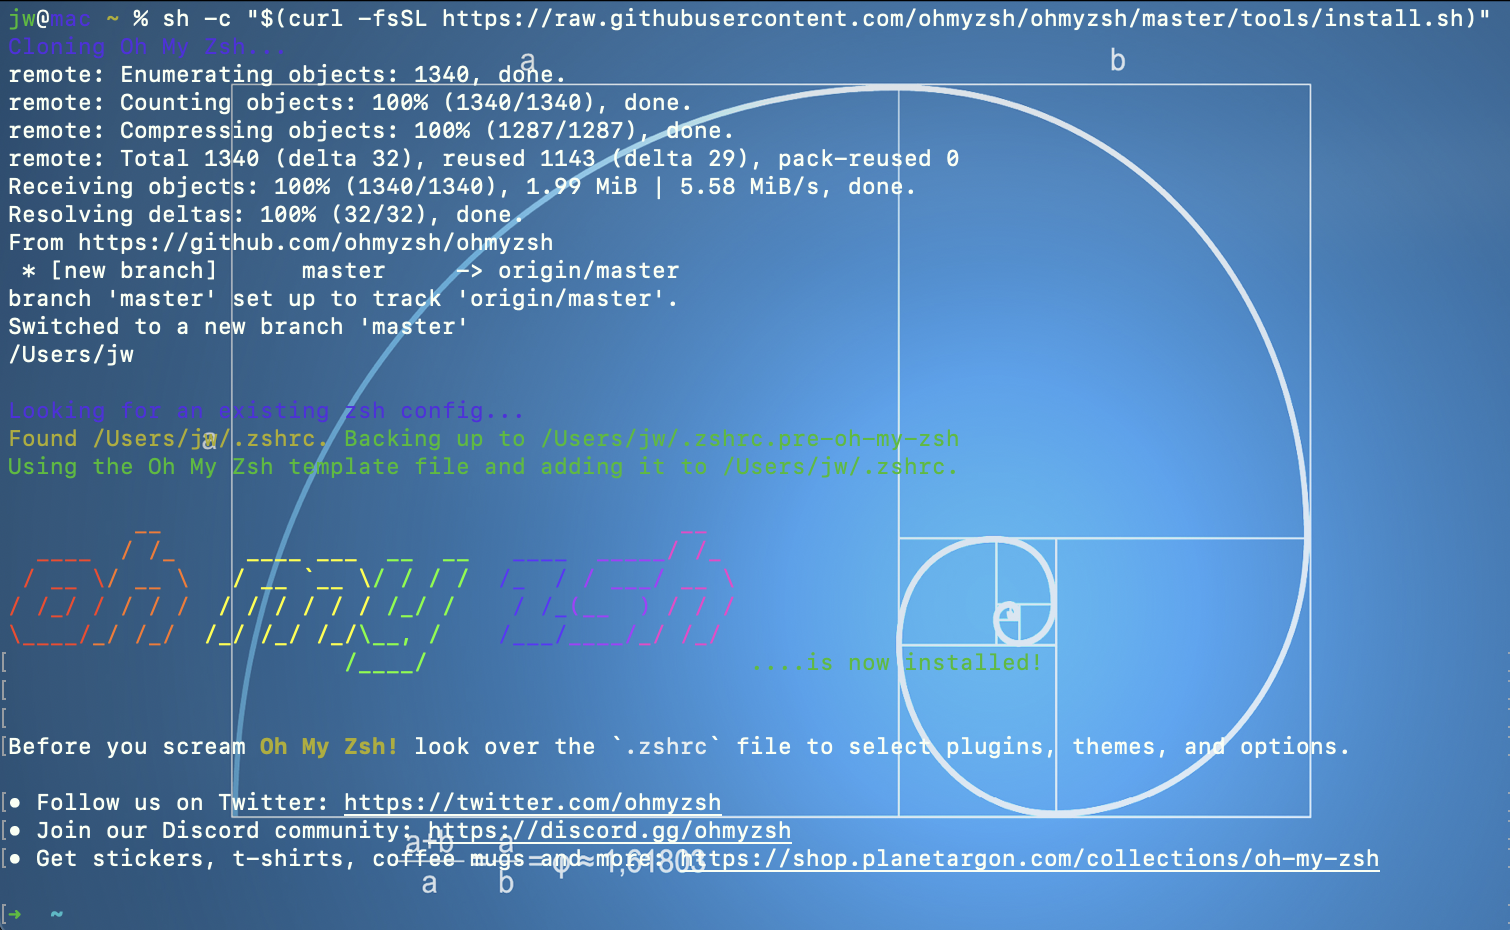 jw@mac ~ % sh -c "$(curl -fsSL https://raw.githubusercontent.com/ohmyzsh/ohmyzsh/master/tools/install.sh)"
Cloning Oh My Zsh...
a b
remote: Enumerating objects: 1340, done.
remote: Counting objects: 100% (1340/1340), done.
remote: Compressing objects: 100% (1287/1287), done.
remote: Total 1340 (delta 32), reused 1143 (delta 29), pack-reused 0
Receiving objects: 100% (1340/1340), 1.99 MiB | 5.58 MiB/s, done.
Resolving deltas: 100% (32/32), done.
From https://github.com/ohmyzsh/ohmyzsh
 * [new branch]      master     -> origin/master
branch 'master' set up to track 'origin/master'.
Switched to a new branch 'master'
/Users/jw
Looking for an existing zsh config...
Found /Users/jw/.zshrc. Backing up to /Users/jw/.zshrc.pre-oh-my-zsh
a
Using the Oh My Zsh template file and adding it to /Users/jw/.zshrc.
oh my zsh
....is now installed!
Before you scream Oh My Zsh! look over the `.zshrc` file to select plugins, themes, and options.
• Follow us on Twitter: https://twitter.com/ohmyzsh
• Join our Discord community: https://discord.gg/ohmyzsh
• Get stickers, t-shirts, coffee mugs and more: https://shop.planetargon.com/collections/oh-my-zsh
a+b a
= = φ ≈ 1,61803
a b
➜  ~